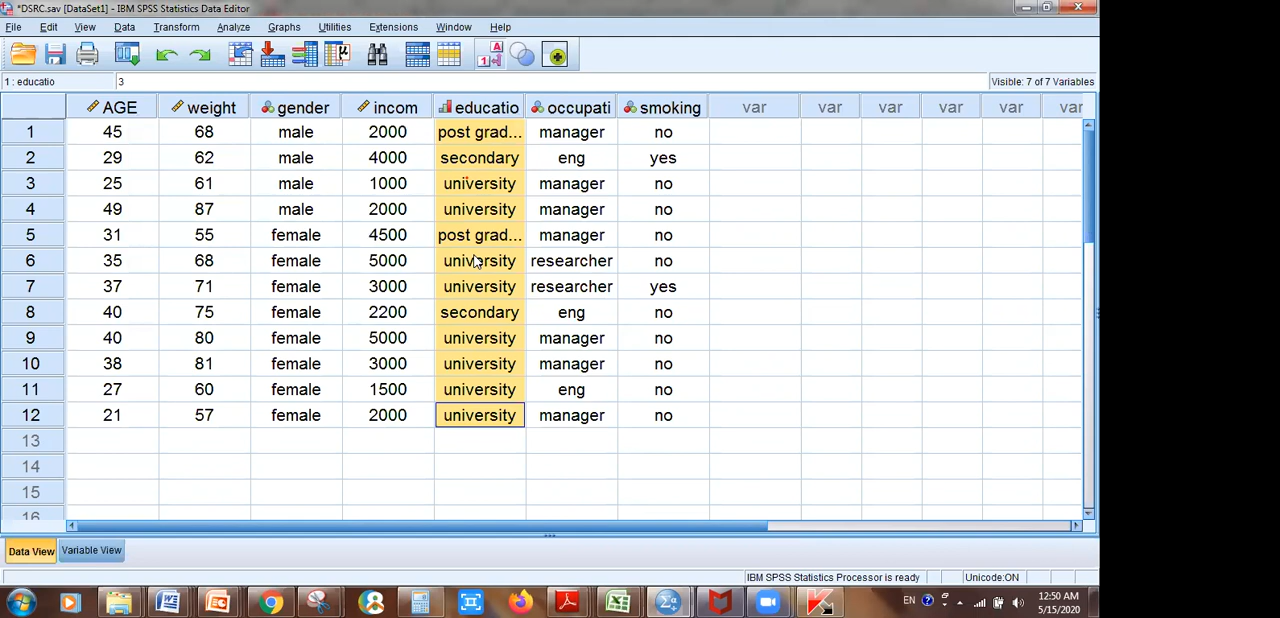 *DSRC.sav [DataSet1] - IBM SPSS Statistics Data Editor
File Edit View Data Transform Analyze Graphs Utilities Extensions Window Help
1 : educatio 3 Visible: 7 of 7 Variables
AGE weight gender incom educatio occupati smoking var var var var var var
1 45 68 male 2000 post grad... manager no
2 29 62 male 4000 secondary eng yes
3 25 61 male 1000 university manager no
4 49 87 male 2000 university manager no
5 31 55 female 4500 post grad... manager no
6 35 68 female 5000 university researcher no
7 37 71 female 3000 university researcher yes
8 40 75 female 2200 secondary eng no
9 40 80 female 5000 university manager no
10 38 81 female 3000 university manager no
11 27 60 female 1500 university eng no
12 21 57 female 2000 university manager no
13
14
15
16
Data View Variable View
IBM SPSS Statistics Processor is ready Unicode:ON
EN 12:50 AM
5/15/2020